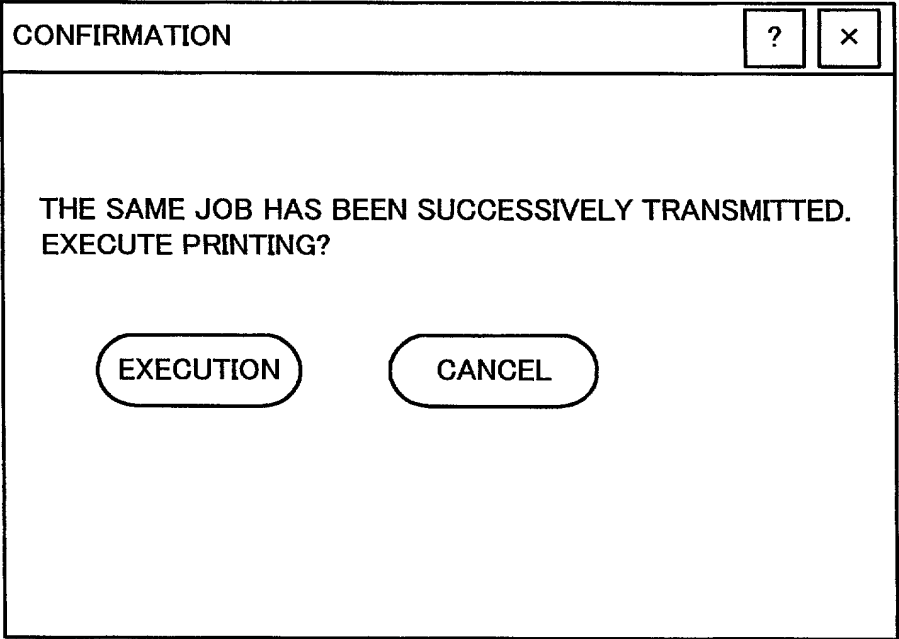 CONFIRMATION ? ×
THE SAME JOB HAS BEEN SUCCESSIVELY TRANSMITTED.
EXECUTE PRINTING?
EXECUTION CANCEL